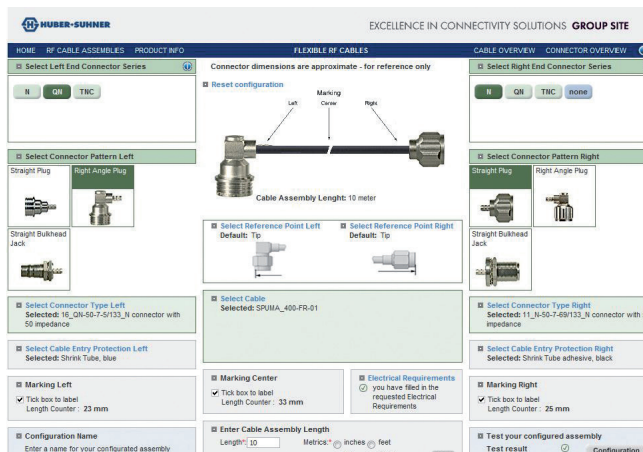 HUBER+SUHNER
EXCELLENCE IN CONNECTIVITY SOLUTIONS GROUP SITE
HOME RF CABLE ASSEMBLIES PRODUCT INFO FLEXIBLE RF CABLES CABLE OVERVIEW CONNECTOR OVERVIEW
Select Left End Connector Series
N QN TNC
Select Connector Pattern Left
Straight Plug
Right Angle Plug
Straight Bulkhead
Jack
Select Connector Type Left
Selected: 16_QN-50-7-5/133_N connector with
50 impedance
Select Cable Entry Protection Left
Selected: Shrink Tube, blue
Marking Left
Tick box to label
Length Counter : 23 mm
Configuration Name
Enter a name for your configurated assembly
Connector dimensions are approximate - for reference only
Reset configuration
Marking
Left Center Right
Cable Assembly Lenght: 10 meter
Select Reference Point Left
Default: Tip
Select Reference Point Right
Default: Tip
Select Cable
Selected: SPUMA_400-FR-01
Marking Center
Tick box to label
Length Counter : 33 mm
Electrical Requirements
you have filled in the
requested Electrical
Requirements
Enter Cable Assembly Length
Length* 10 Metrics:* inches feet
Select Right End Connector Series
N QN TNC none
Select Connector Pattern Right
Straight Plug
Right Angle Plug
Straight Bulkhead
Jack
Select Connector Type Right
Selected: 11_N-50-7-69/133_N connector with
impedance
Select Cable Entry Protection Right
Selected: Shrink Tube adhesive, black
Marking Right
Tick box to label
Length Counter : 25 mm
Test your configured assembly
Test result
Configuration